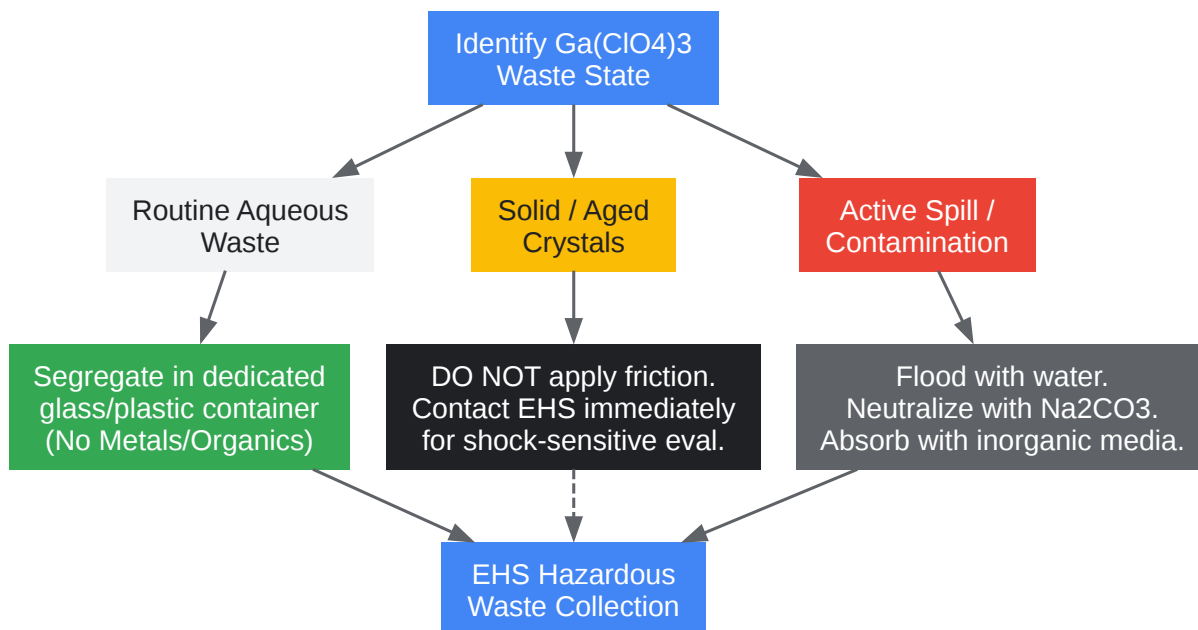 Identify Ga(ClO4)3
Waste State
Routine Aqueous
Waste
Solid / Aged
Crystals
Active Spill /
Contamination
Segregate in dedicated
glass/plastic container
(No Metals/Organics)
DO NOT apply friction.
Contact EHS immediately
for shock-sensitive eval.
Flood with water.
Neutralize with Na2CO3.
Absorb with inorganic media.
EHS Hazardous
Waste Collection